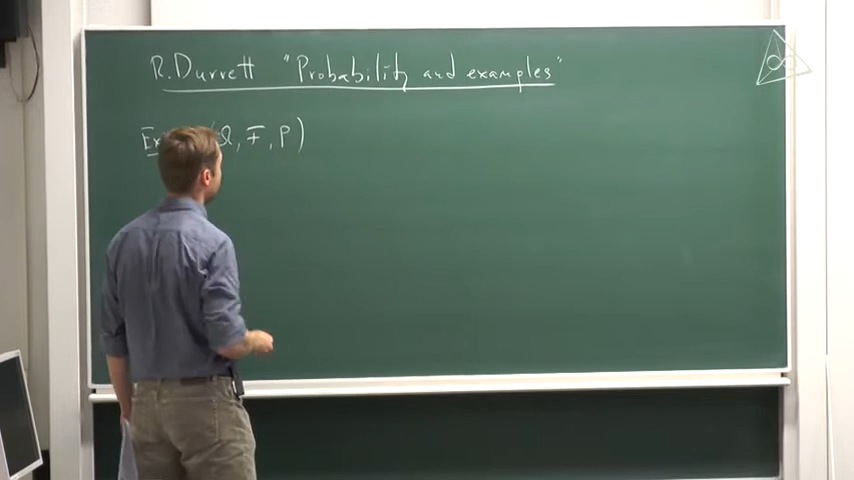 R. Durrett "Probability and examples"
Ex (Ω, F, P)